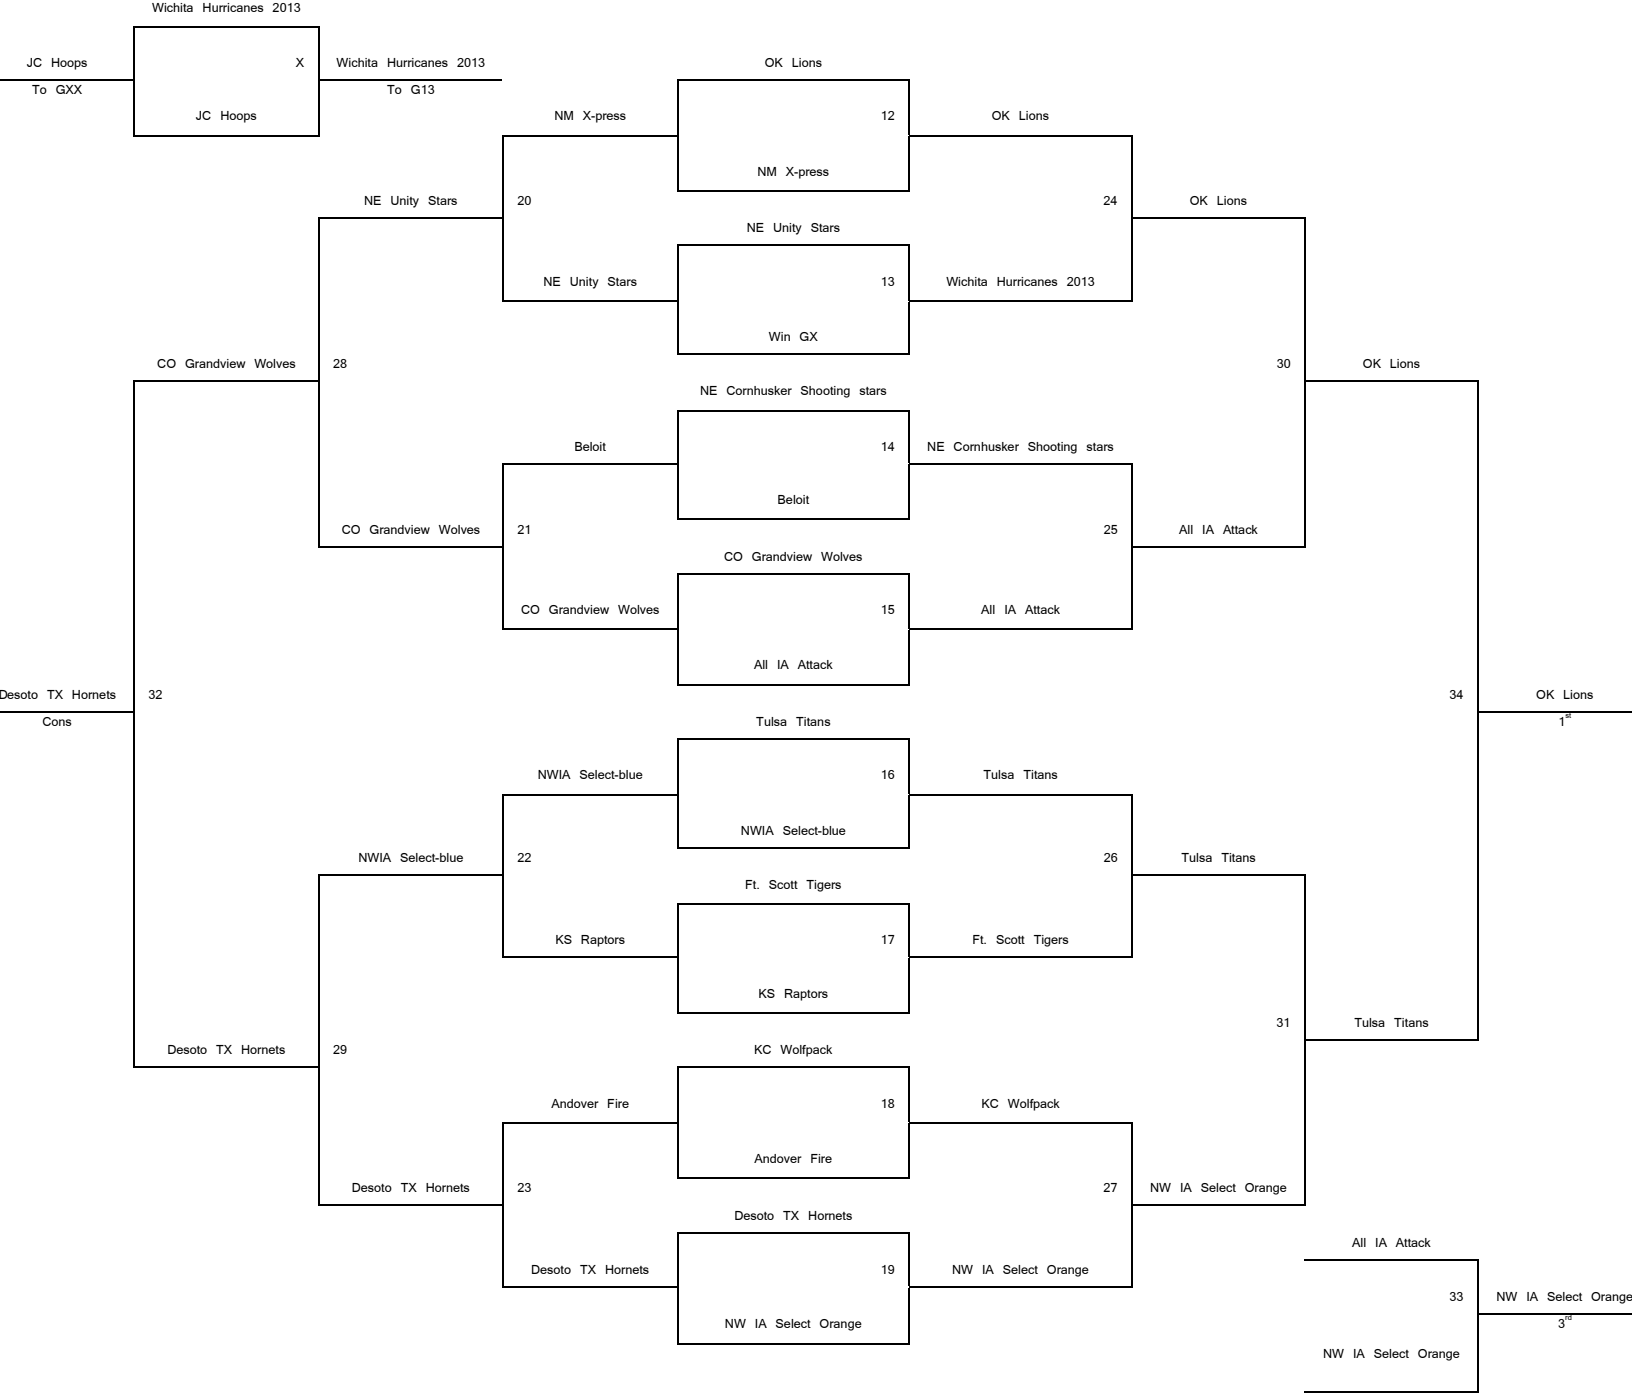 Wichita Hurricanes 2013
JC Hoops
X
Wichita Hurricanes 2013
OK Lions
To GXX
To G13
JC Hoops
NM X-press
12
OK Lions
NM X-press
NE Unity Stars
20
24
OK Lions
NE Unity Stars
NE Unity Stars
13
Wichita Hurricanes 2013
Win GX
CO Grandview Wolves
28
30
OK Lions
NE Cornhusker Shooting stars
Beloit
14
NE Cornhusker Shooting stars
Beloit
CO Grandview Wolves
21
25
All IA Attack
CO Grandview Wolves
CO Grandview Wolves
15
All IA Attack
All IA Attack
Desoto TX Hornets
32
34
OK Lions
Cons
1st
Tulsa Titans
NWIA Select-blue
16
Tulsa Titans
NWIA Select-blue
NWIA Select-blue
22
26
Tulsa Titans
Ft. Scott Tigers
KS Raptors
17
Ft. Scott Tigers
KS Raptors
31
Tulsa Titans
Desoto TX Hornets
29
KC Wolfpack
Andover Fire
18
KC Wolfpack
Andover Fire
Desoto TX Hornets
23
27
NW IA Select Orange
Desoto TX Hornets
All IA Attack
Desoto TX Hornets
19
NW IA Select Orange
33
NW IA Select Orange
3rd
NW IA Select Orange
NW IA Select Orange